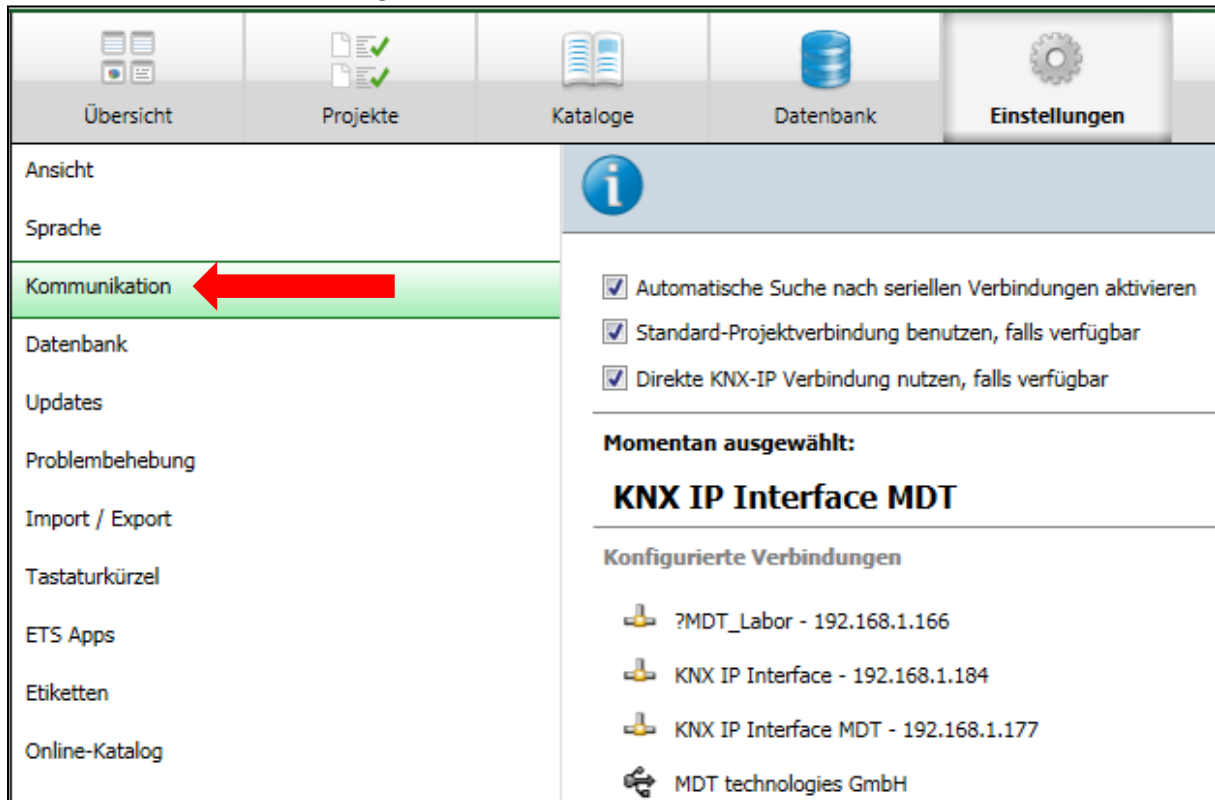 Übersicht
Projekte
Kataloge
Datenbank
Einstellungen
Ansicht
Sprache
Kommunikation
Datenbank
Updates
Problembehebung
Import / Export
Tastaturkürzel
ETS Apps
Etiketten
Online-Katalog
Automatische Suche nach seriellen Verbindungen aktivieren
Standard-Projektverbindung benutzen, falls verfügbar
Direkte KNX-IP Verbindung nutzen, falls verfügbar
Momentan ausgewählt:
KNX IP Interface MDT
Konfigurierte Verbindungen
?MDT_Labor - 192.168.1.166
KNX IP Interface - 192.168.1.184
KNX IP Interface MDT - 192.168.1.177
MDT technologies GmbH